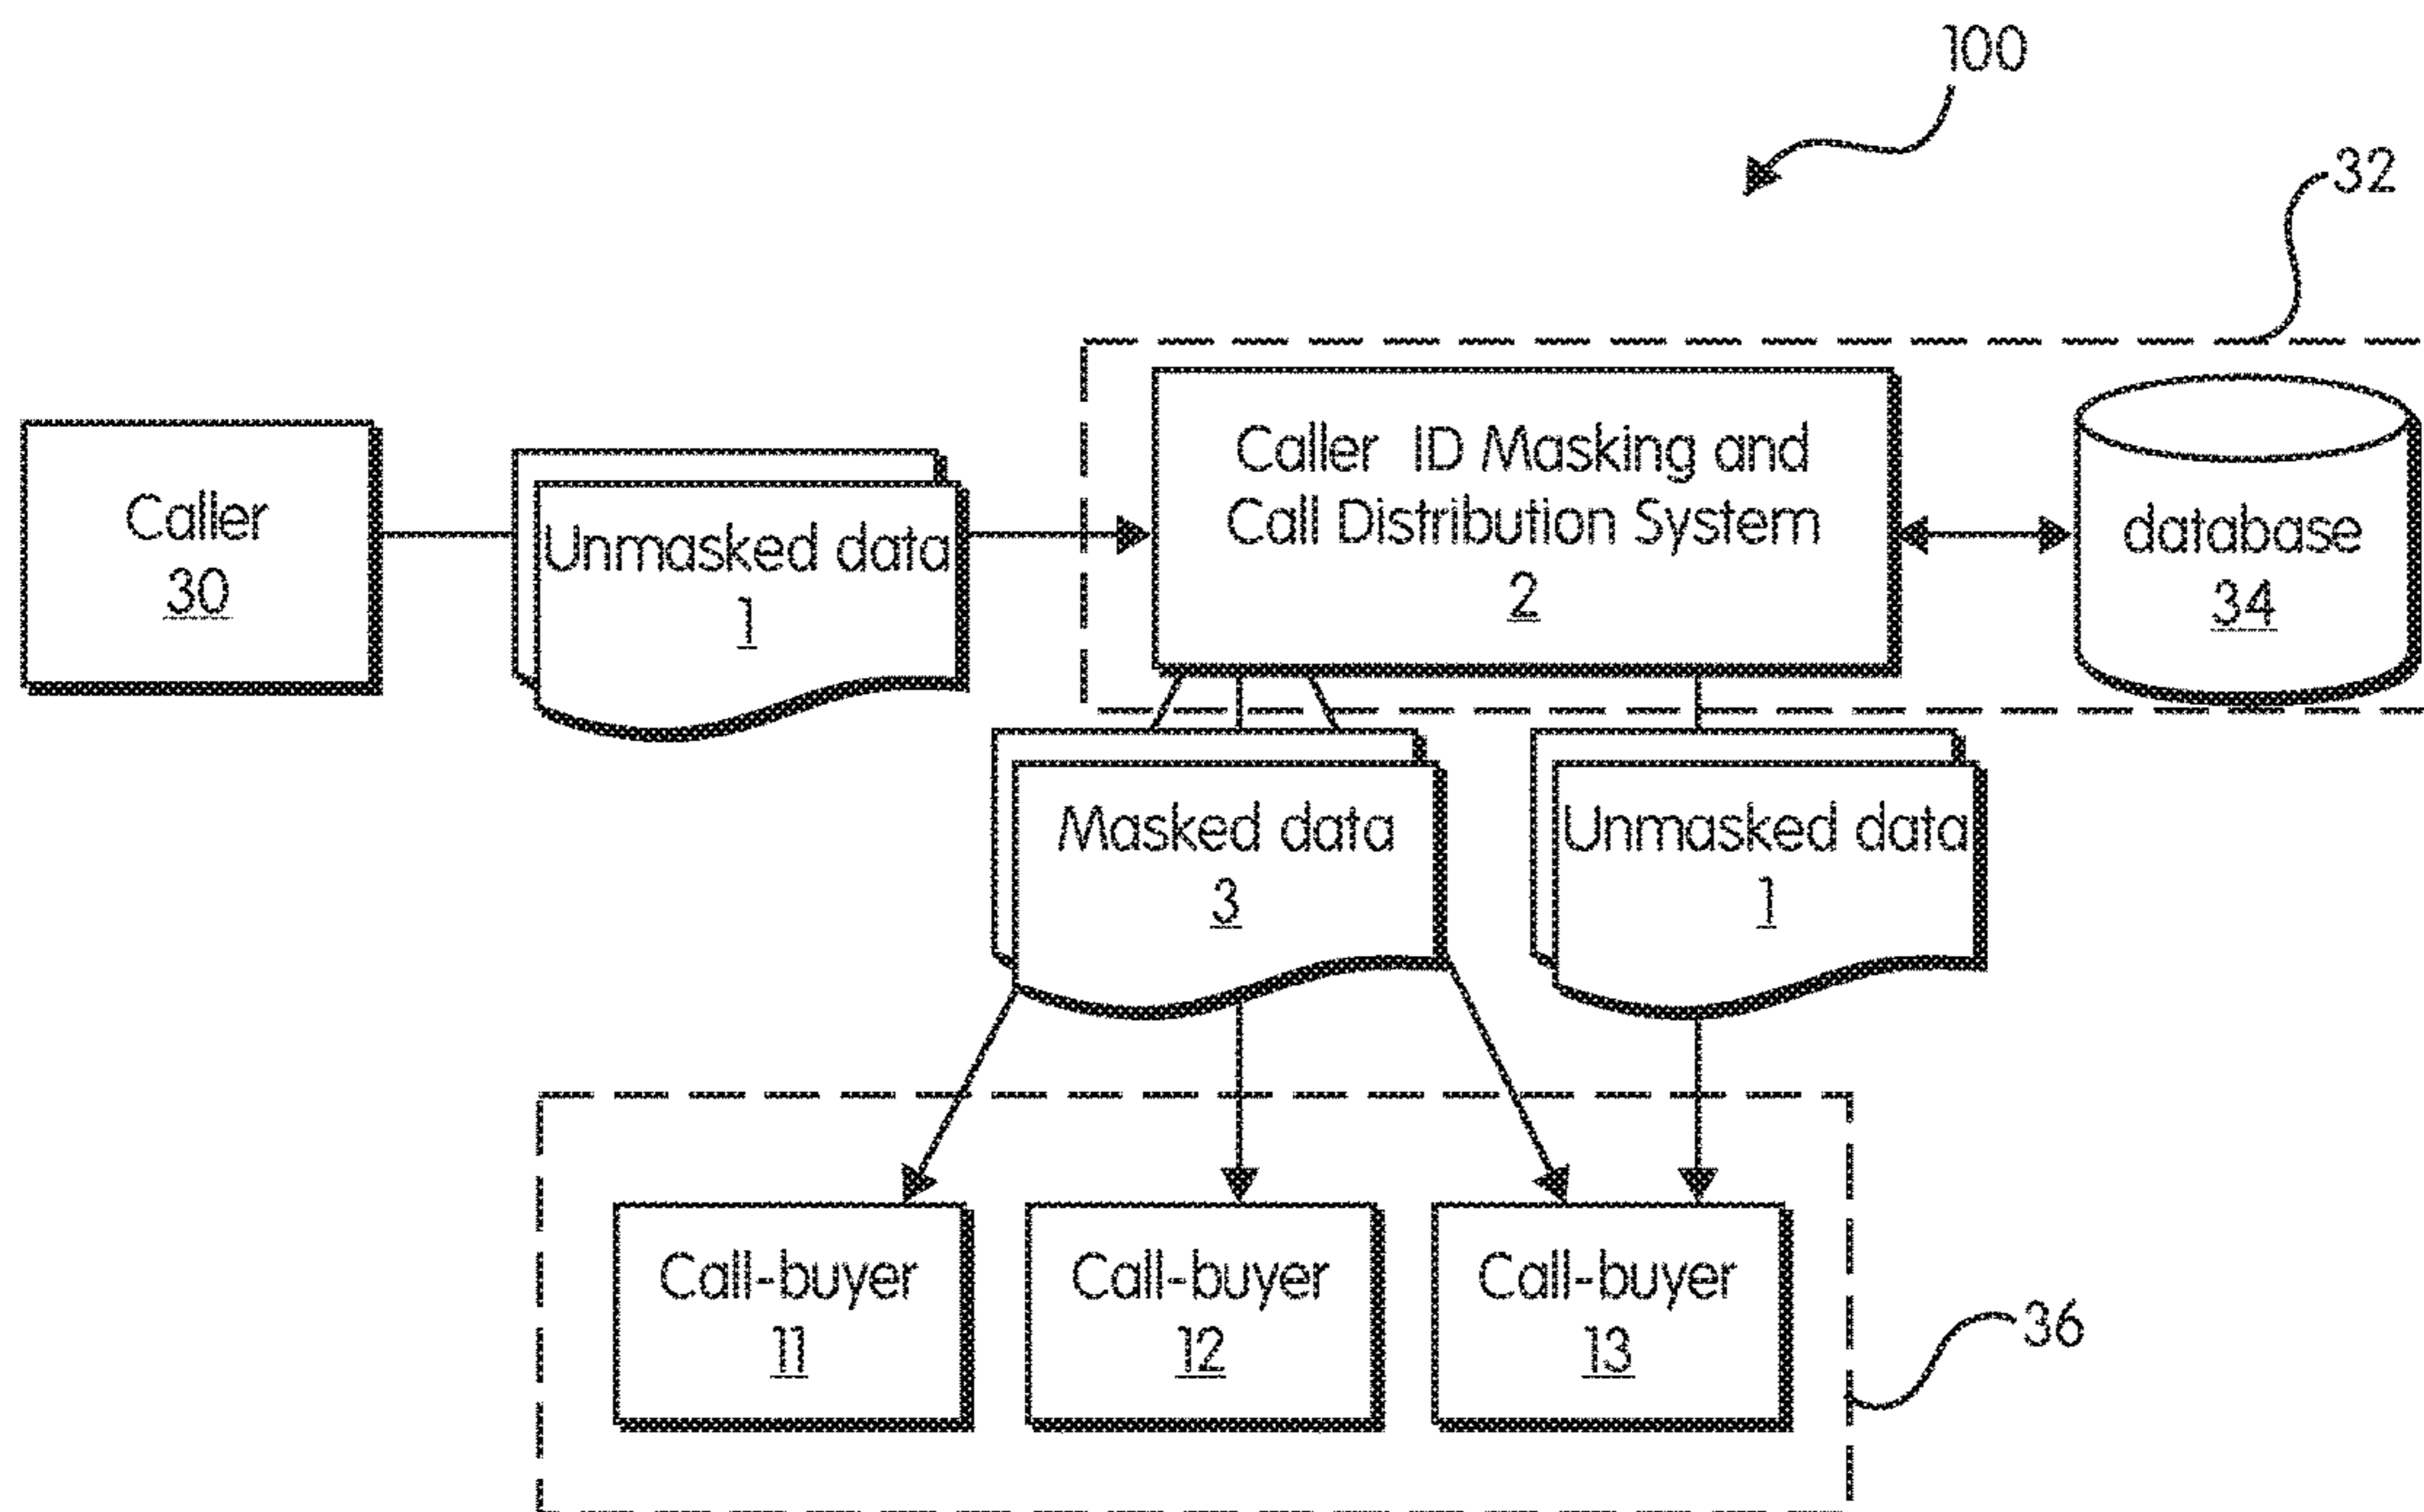 100
32
Caller
30
Unmasked data
1
Caller ID Masking and
Call Distribution System
2
database
34
Masked data
3
Unmasked data
1
Call-buyer
11
Call-buyer
12
Call-buyer
13
36